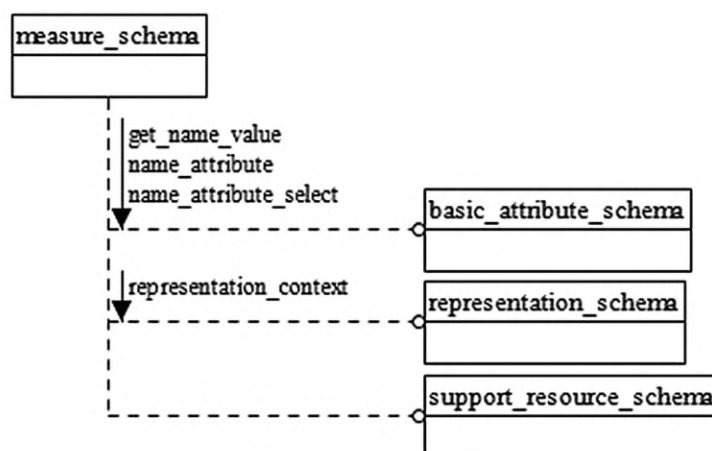 measure_schema
get_name_value
name_attribute
name_attribute_select
basic_attribute_schema
representation_context
representation_schema
support_resource_schema